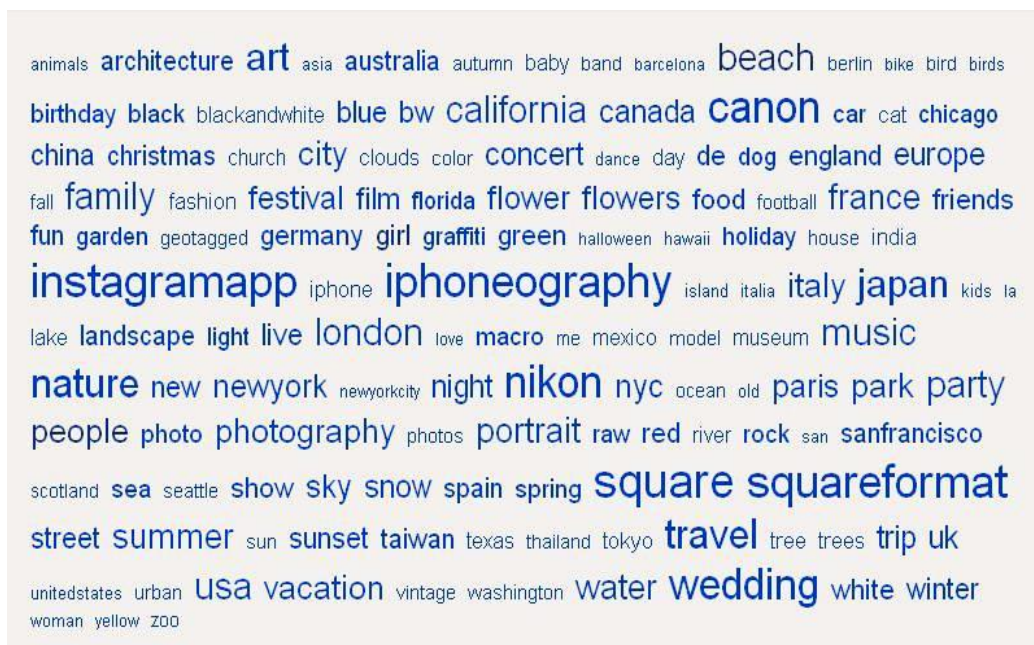 animals architecture art asia australia autumn baby band barcelona beach berlin bike bird birds
birthday black blackandwhite blue bw california canada canon car cat chicago
china christmas church city clouds color concert dance day de dog england europe
fall family fashion festival film florida flower flowers food football france friends
fun garden geotagged germany girl graffiti green halloween hawaii holiday house india
instagramapp iphone iphoneography island italia italy japan kids la
lake landscape light live london love macro me mexico model museum music
nature new newyork newyorkcity night nikon nyc ocean old paris park party
people photo photography photos portrait raw red river rock san sanfrancisco
scotland sea seattle show sky snow spain spring square squareformat
street summer sun sunset taiwan texas thailand tokyo travel tree trees trip uk
unitedstates urban usa vacation vintage washington water wedding white winter
woman yellow zoo